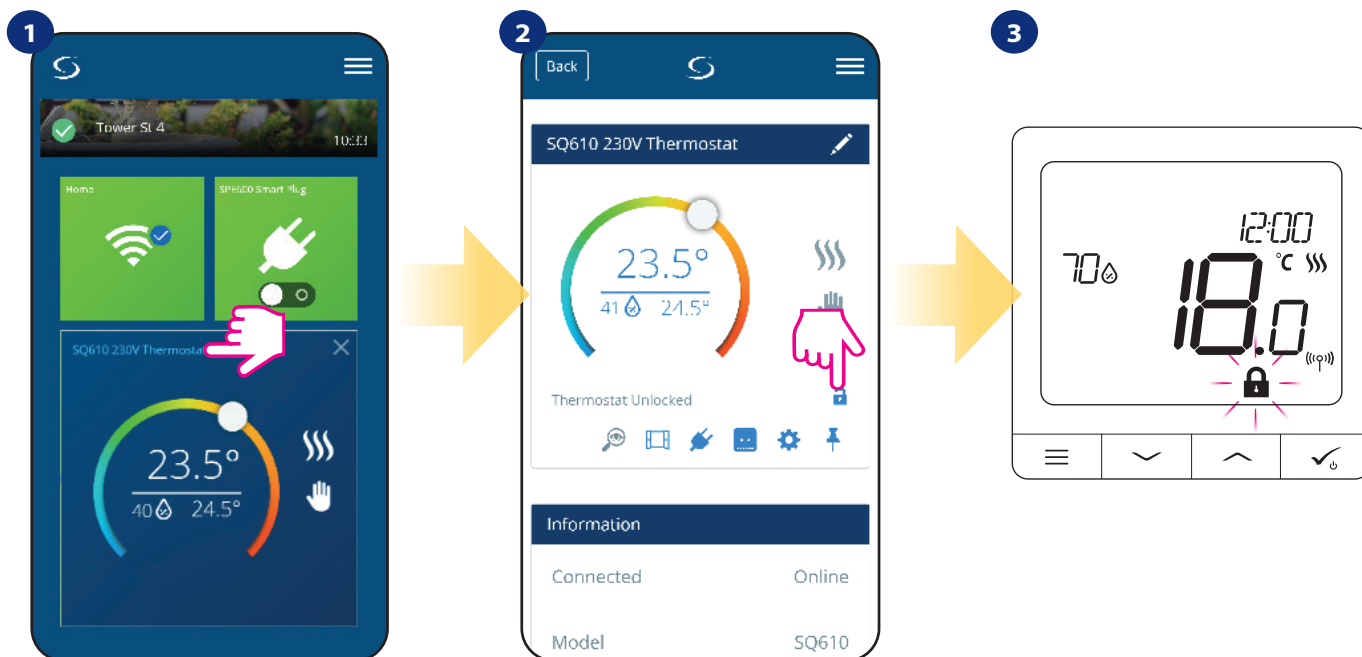 1
Tower St 4
10:33
Home
SPE600 Smart Plug
SQ610 230V Thermostat
23.5°
40 24.5°
2
Back
SQ610 230V Thermostat
23.5°
41 24.5°
Thermostat Unlocked
Information
Connected Online
Model SQ610
3
12:00
70 °C
18.0